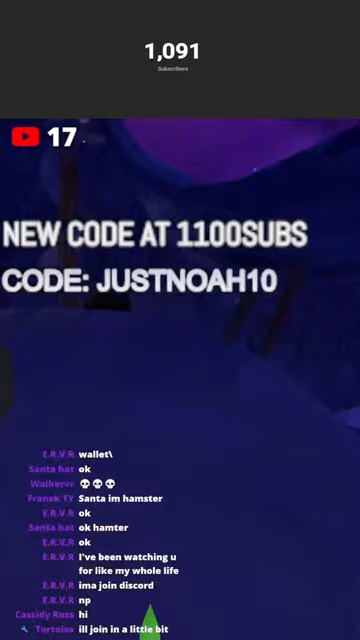 1,091
Subscribers
17
NEW CODE AT 1100SUBS
CODE: JUSTNOAH10
E.R.V.R wallet\
Santa hat ok
Walkervr 💀💀💀
Franek TY Santa im hamster
E.R.V.R ok
Santa hat ok hamter
E.R.V.R ok
E.R.V.R I've been watching u
for like my whole life
E.R.V.R ima join discord
E.R.V.R np
Cassidy Ross hi
Tortoise ill join in a little bit